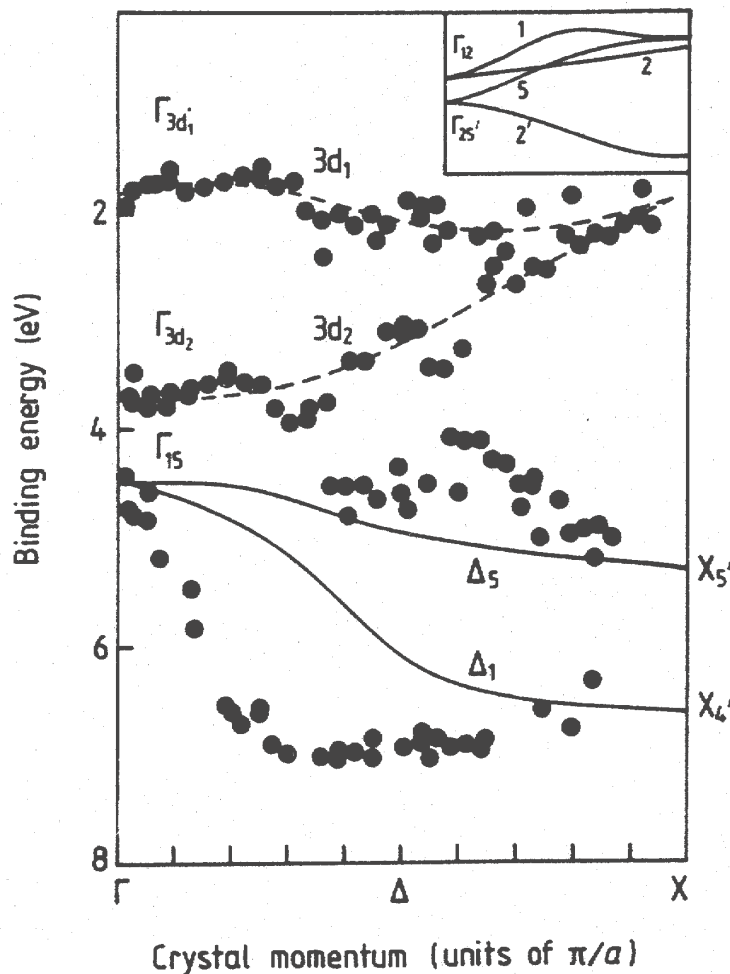 Γ12
1
2
5
Γ25′
2′
Γ3d1
3d1
2
Γ3d2
3d2
4
Γ15
Δ5
X5′
6
Δ1
X4′
8
Γ
Δ
X
Binding energy (eV)
Crystal momentum (units of π/a)